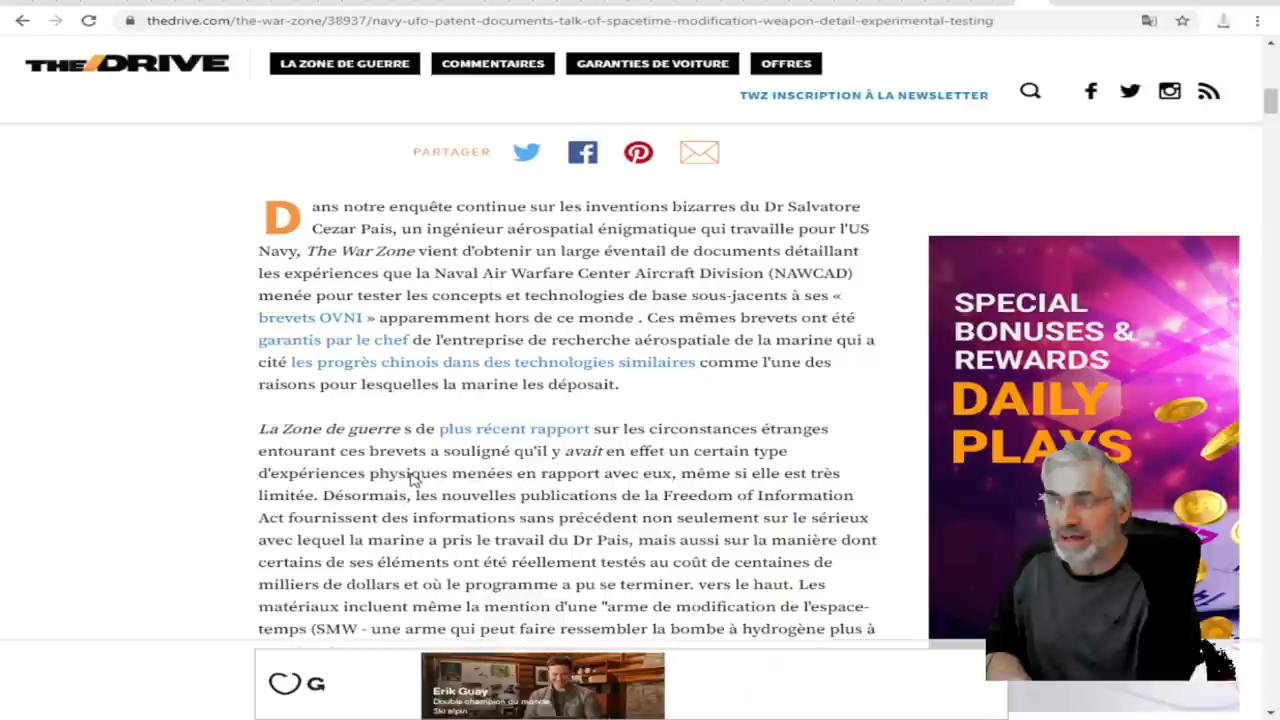 thedrive.com/the-war-zone/38937/navy-ufo-patent-documents-talk-of-spacetime-modification-weapon-detail-experimental-testing
THE/DRIVE
LA ZONE DE GUERRE
COMMENTAIRES
GARANTIES DE VOITURE
OFFRES
TWZ INSCRIPTION À LA NEWSLETTER
PARTAGER
Dans notre enquête continue sur les inventions bizarres du Dr Salvatore
Cezar Pais, un ingénieur aérospatial énigmatique qui travaille pour l'US
Navy, The War Zone vient d'obtenir un large éventail de documents détaillant
les expériences que la Naval Air Warfare Center Aircraft Division (NAWCAD)
menée pour tester les concepts et technologies de base sous-jacents à ses «
brevets OVNI » apparemment hors de ce monde . Ces mêmes brevets ont été
garantis par le chef de l'entreprise de recherche aérospatiale de la marine qui a
cité les progrès chinois dans des technologies similaires comme l'une des
raisons pour lesquelles la marine les déposait.
La Zone de guerre s de plus récent rapport sur les circonstances étranges
entourant ces brevets a souligné qu'il y avait en effet un certain type
d'expériences physiques menées en rapport avec eux, même si elle est très
limitée. Désormais, les nouvelles publications de la Freedom of Information
Act fournissent des informations sans précédent non seulement sur le sérieux
avec lequel la marine a pris le travail du Dr Pais, mais aussi sur la manière dont
certains de ses éléments ont été réellement testés au coût de centaines de
milliers de dollars et où le programme a pu se terminer. vers le haut. Les
matériaux incluent même la mention d'une "arme de modification de l'espace-
temps (SMW - une arme qui peut faire ressembler la bombe à hydrogène plus à
SPECIAL
BONUSES &
REWARDS
DAILY
PLAYS
G
Erik Guay
Double champion du monde
Ski alpin